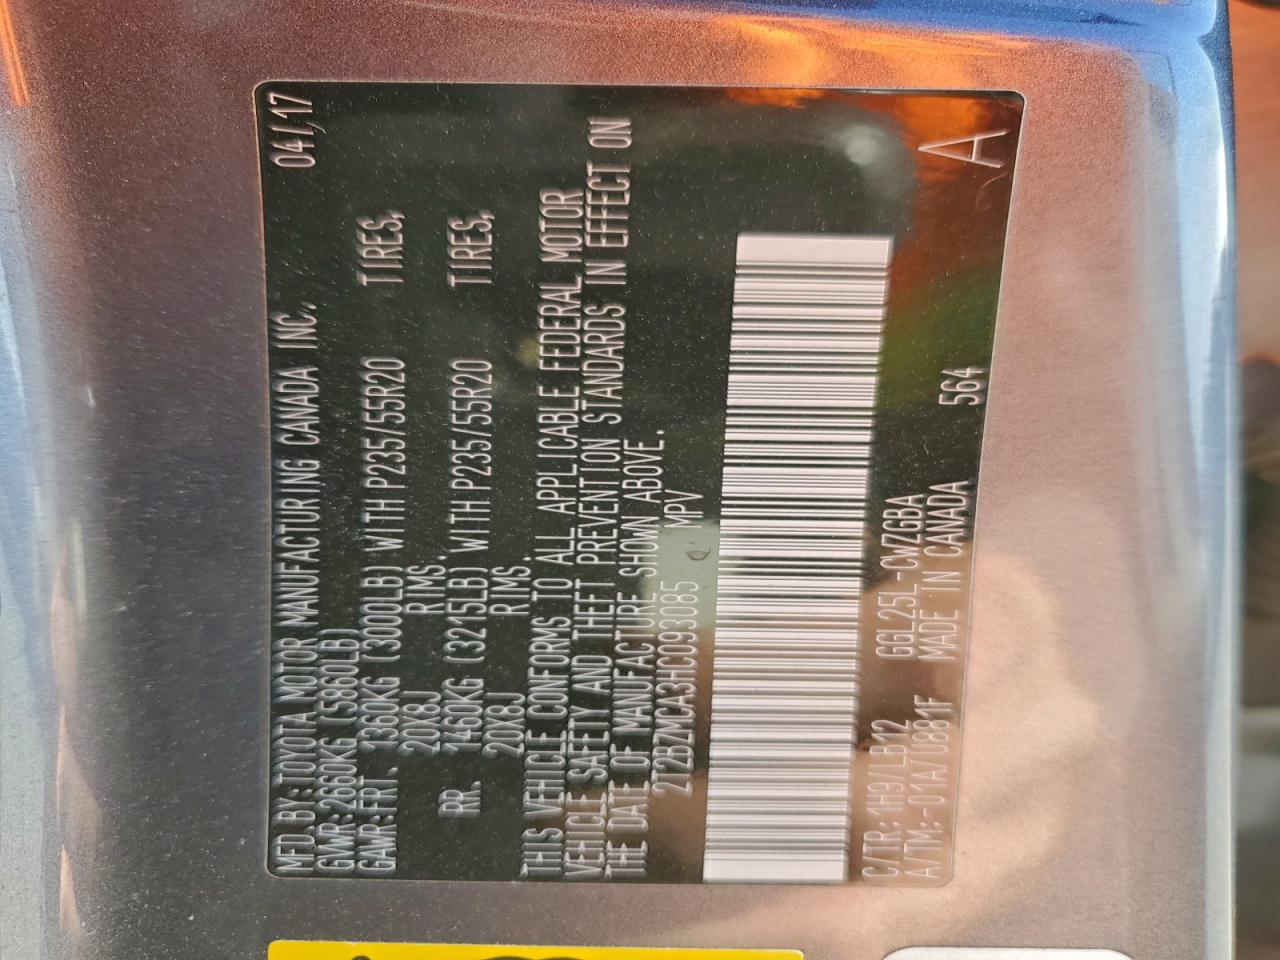 MFD.BY:TOYOTA MOTOR MANUFACTURING CANADA INC. 04/17
GVWR:2660KG (5860LB)
GAWR:FRT. 1360KG (3000LB) WITH P235/55R20 TIRES,
20X8J RIMS.
RR. 1460KG (3215LB) WITH P235/55R20 TIRES,
20X8J RIMS.
THIS VEHICLE CONFORMS TO ALL APPLICABLE FEDERAL MOTOR
VEHICLE SAFETY AND THEFT PREVENTION STANDARDS IN EFFECT ON
THE DATE OF MANUFACTURE SHOWN ABOVE.
2T2BZMCA3HC093085 MPV
C/TR:1H9/LB12 GGL25L-CWZGBA
A/TM:-01A/U881F MADE IN CANADA 564
A